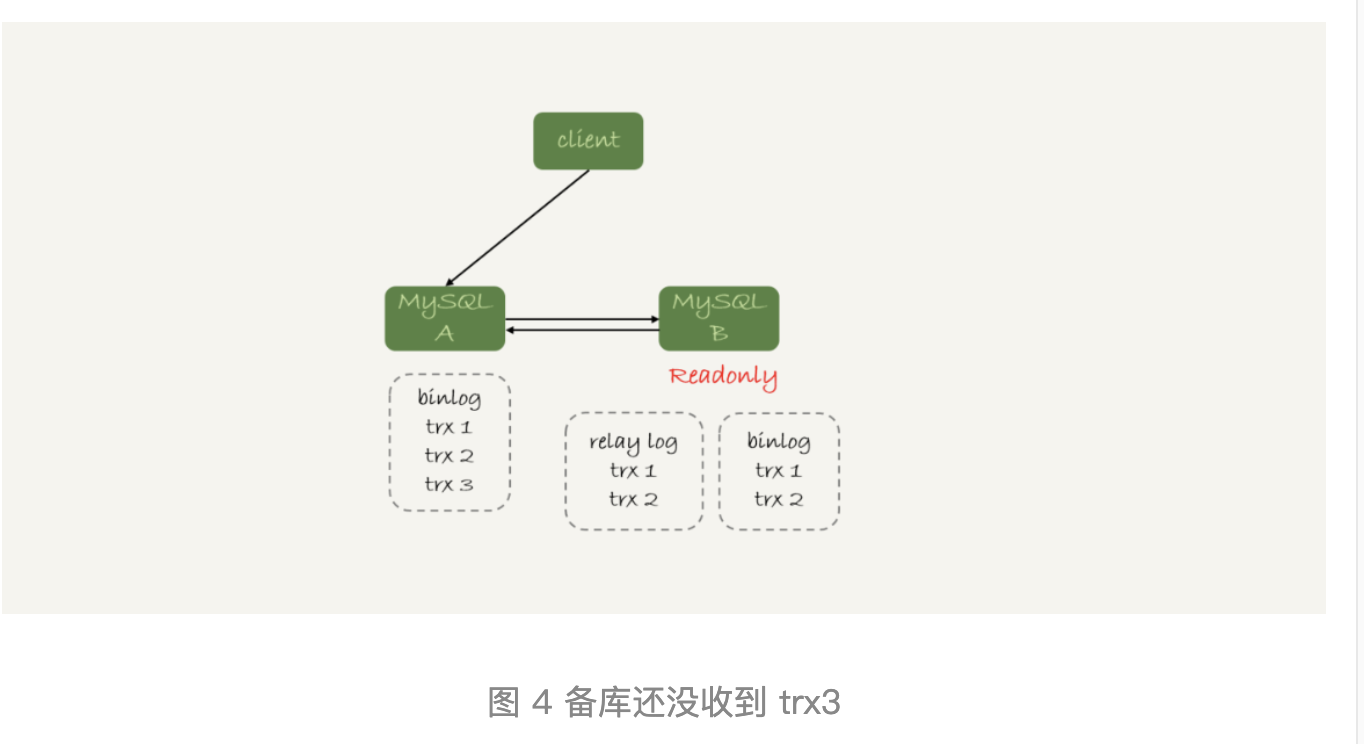 client
MySQL
A
MySQL
B
Readonly
binlog
trx 1
trx 2
trx 3
relay log
trx 1
trx 2
binlog
trx 1
trx 2
图 4 备库还没收到 trx3